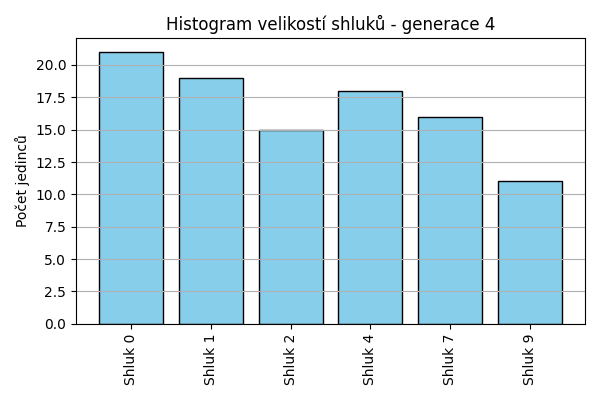 Histogram velikostí shluků - generace 4
Počet jedinců
20.0
17.5
15.0
12.5
10.0
7.5
5.0
2.5
0.0
Shluk 0
Shluk 1
Shluk 2
Shluk 4
Shluk 7
Shluk 9